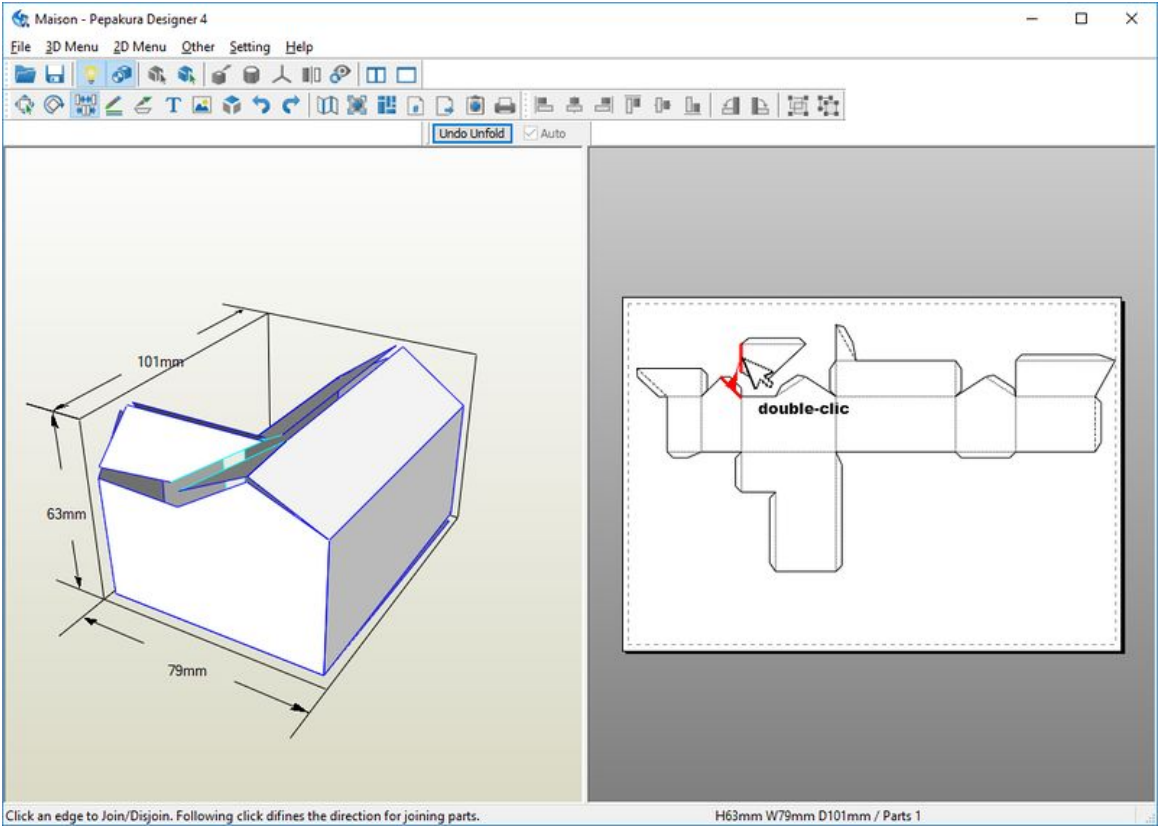 Maison - Pepakura Designer 4
File 3D Menu 2D Menu Other Setting Help
Undo Unfold Auto
101mm
63mm
79mm
double-clic
Click an edge to Join/Disjoin. Following click difines the direction for joining parts.
H63mm W79mm D101mm / Parts 1